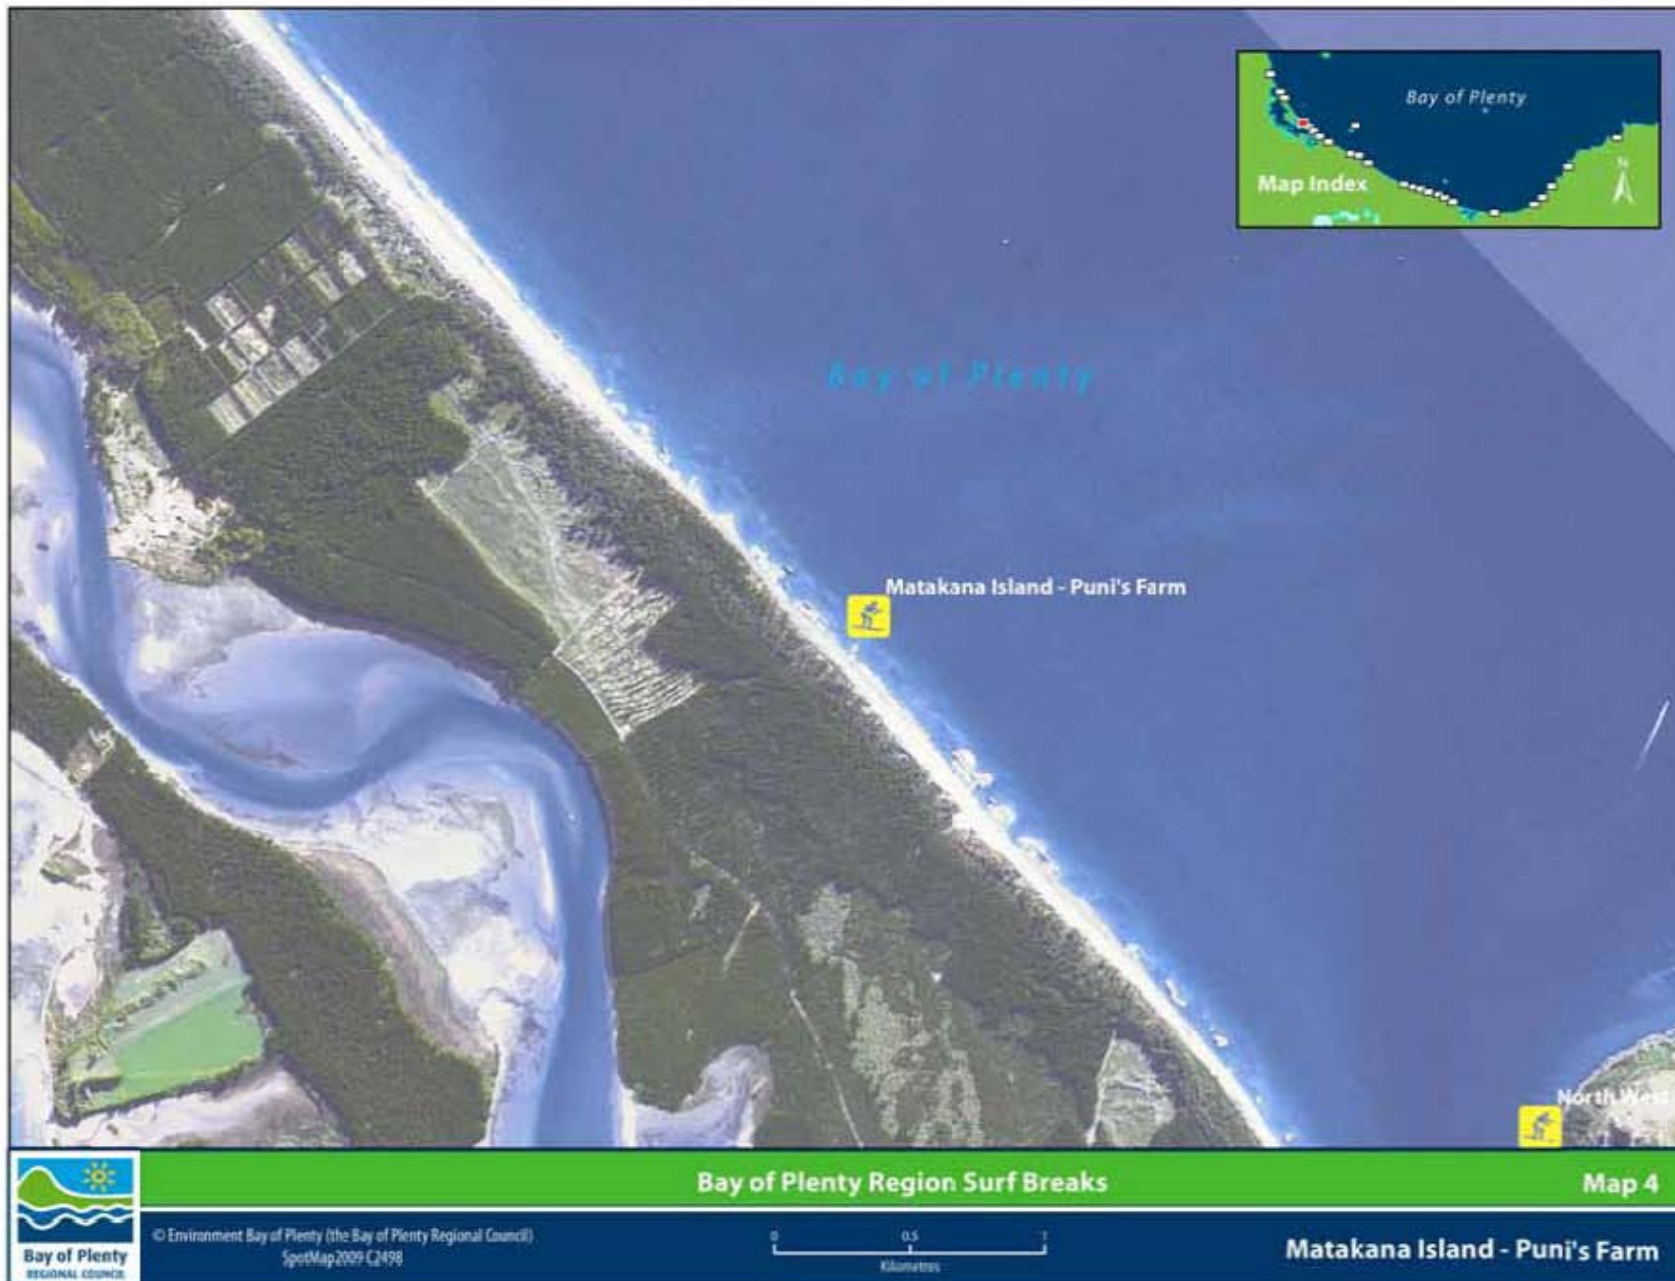 Bay of Plenty
Map Index
N
Bay of Plenty
Matakana Island - Puni's Farm
North West
Bay of Plenty Region Surf Breaks
Map 4
© Environment Bay of Plenty (the Bay of Plenty Regional Council)
SpotMap2009 C2498
0 0.5 1
Kilometres
Matakana Island - Puni's Farm
Bay of Plenty
REGIONAL COUNCIL